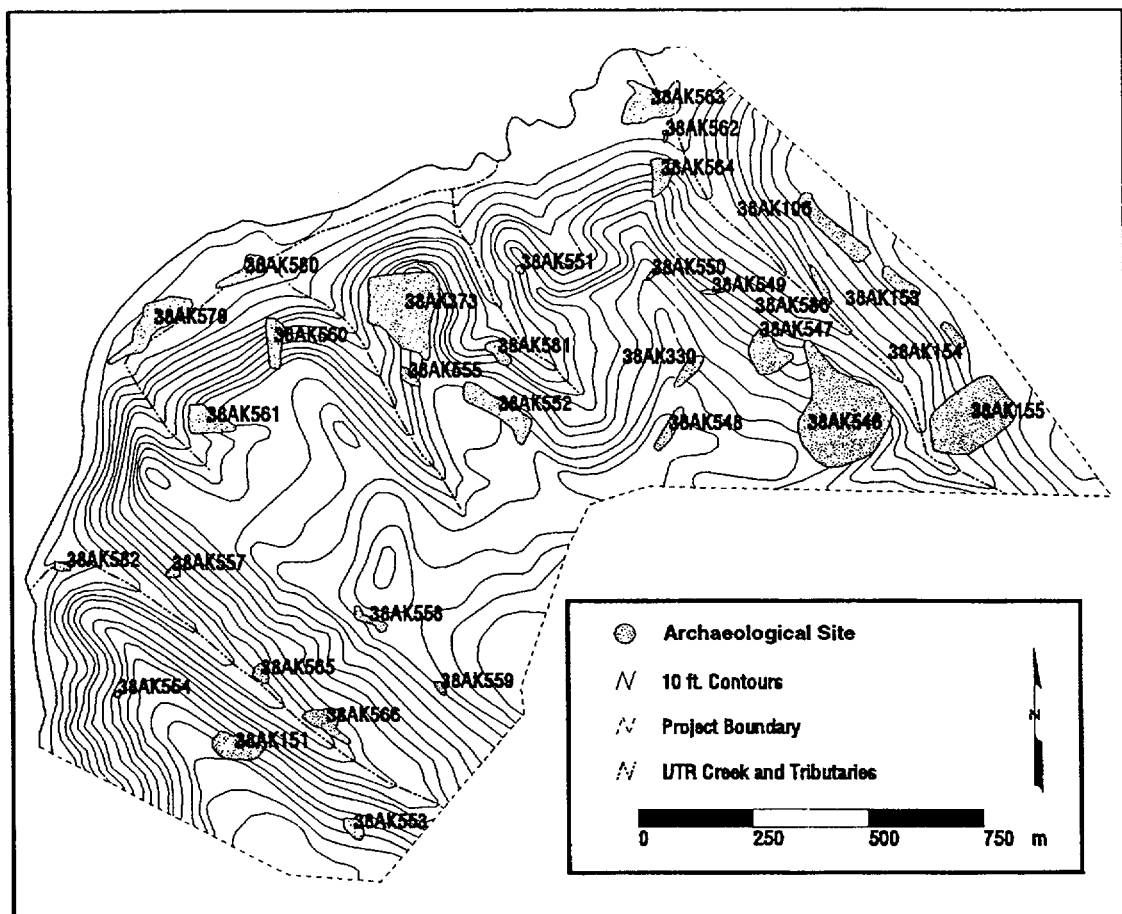 38AK563
38AK562
38AK564
38AK106
38AK580
38AK551
38AK550
38AK549
38AK153
38AK586
38AK373
38AK579
38AK560
38AK547
38AK581
38AK330
38AK154
38AK555
38AK552
38AK561
38AK548
38AK546
38AK155
38AK582
38AK557
38AK558
38AK585
38AK559
38AK554
38AK566
38AK151
38AK553
Archaeological Site
10 ft. Contours
Project Boundary
UTR Creek and Tributaries
N
0 250 500 750 m